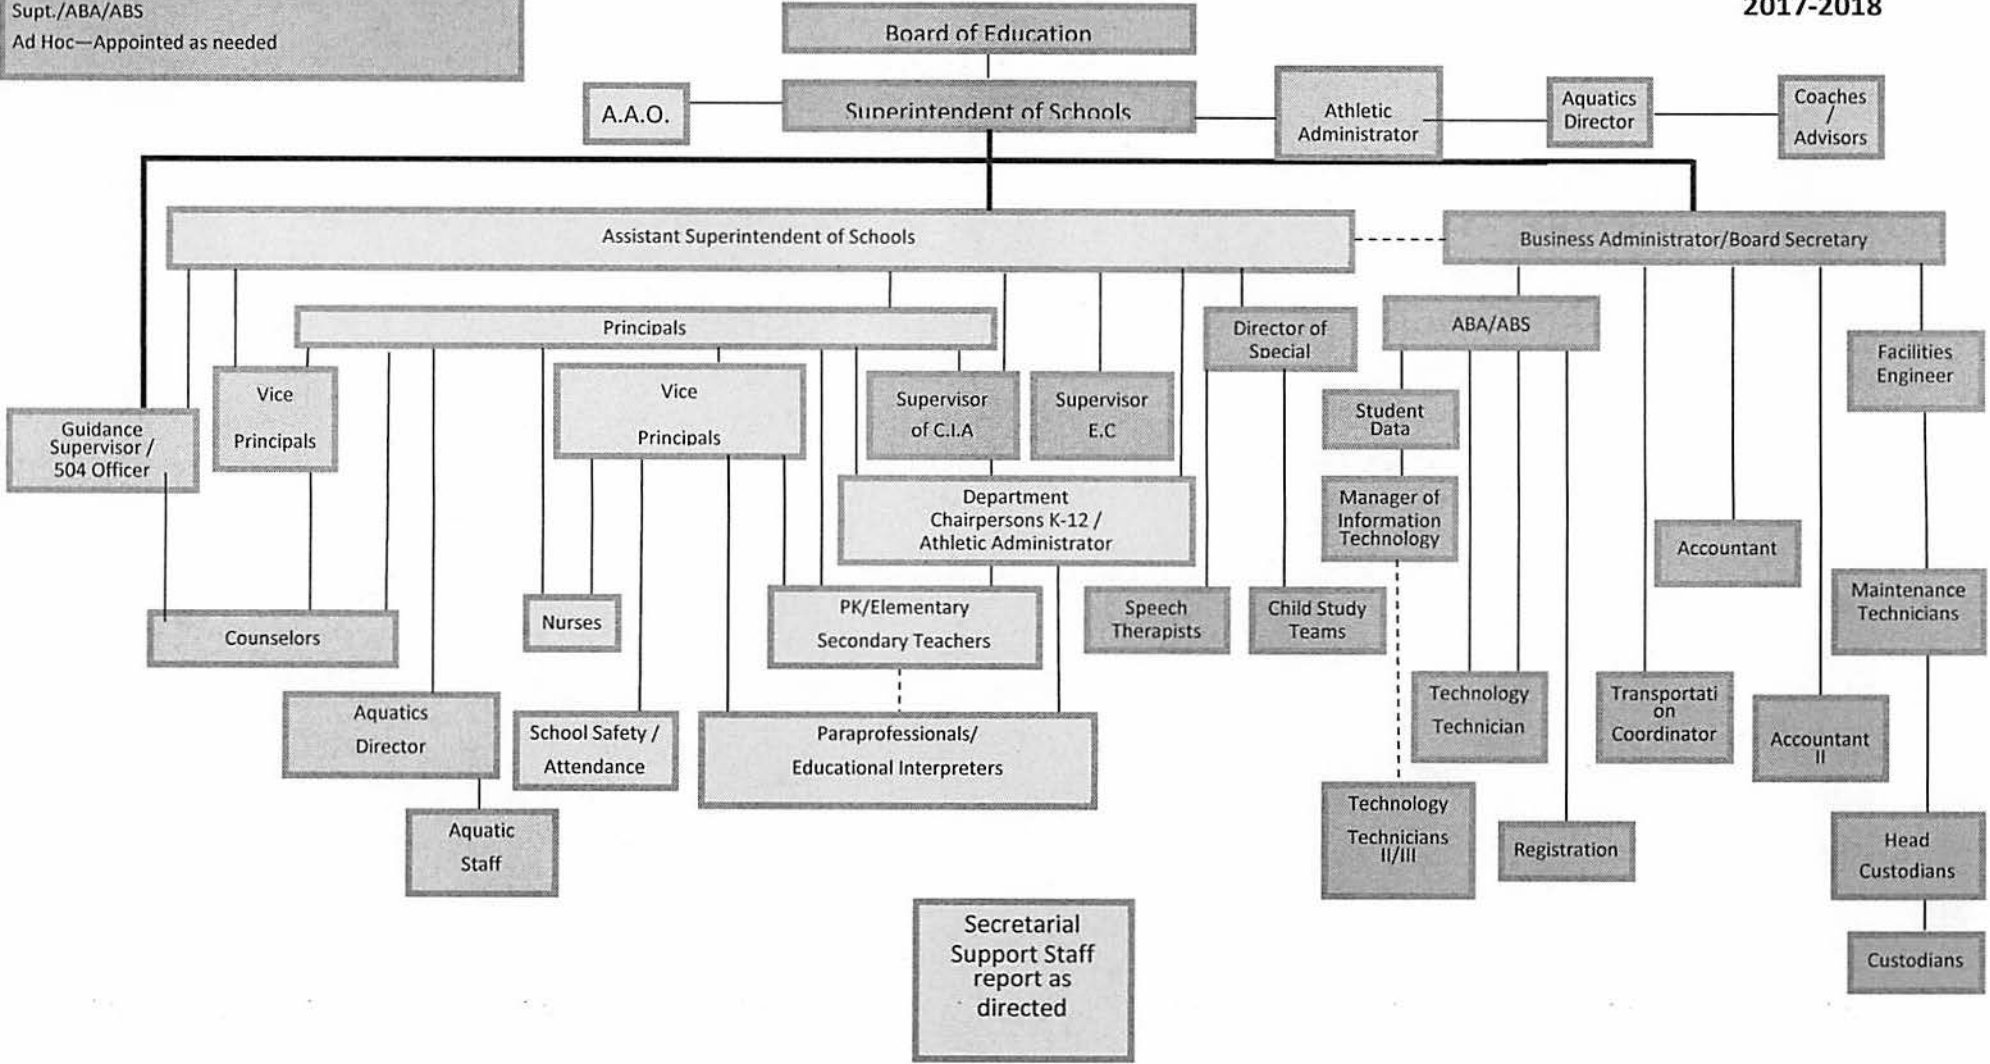 Supt./ABA/ABS
Ad Hoc—Appointed as needed
2017-2018
Board of Education
Superintendent of Schools
A.A.O.
Athletic
Administrator
Aquatics
Director
Coaches
/
Advisors
Assistant Superintendent of Schools
Business Administrator/Board Secretary
Principals
Director of
Special
ABA/ABS
Facilities
Engineer
Guidance
Supervisor /
504 Officer
Vice
Principals
Vice
Principals
Supervisor
of C.I.A
Supervisor
E.C
Student
Data
Department
Chairpersons K-12 /
Athletic Administrator
Manager of
Information
Technology
Accountant
Maintenance
Technicians
Counselors
Nurses
PK/Elementary
Secondary Teachers
Speech
Therapists
Child Study
Teams
Aquatics
Director
School Safety /
Attendance
Paraprofessionals/
Educational Interpreters
Technology
Technician
Transportati
on
Coordinator
Accountant
II
Aquatic
Staff
Technology
Technicians
II/III
Registration
Head
Custodians
Secretarial
Support Staff
report as
directed
Custodians